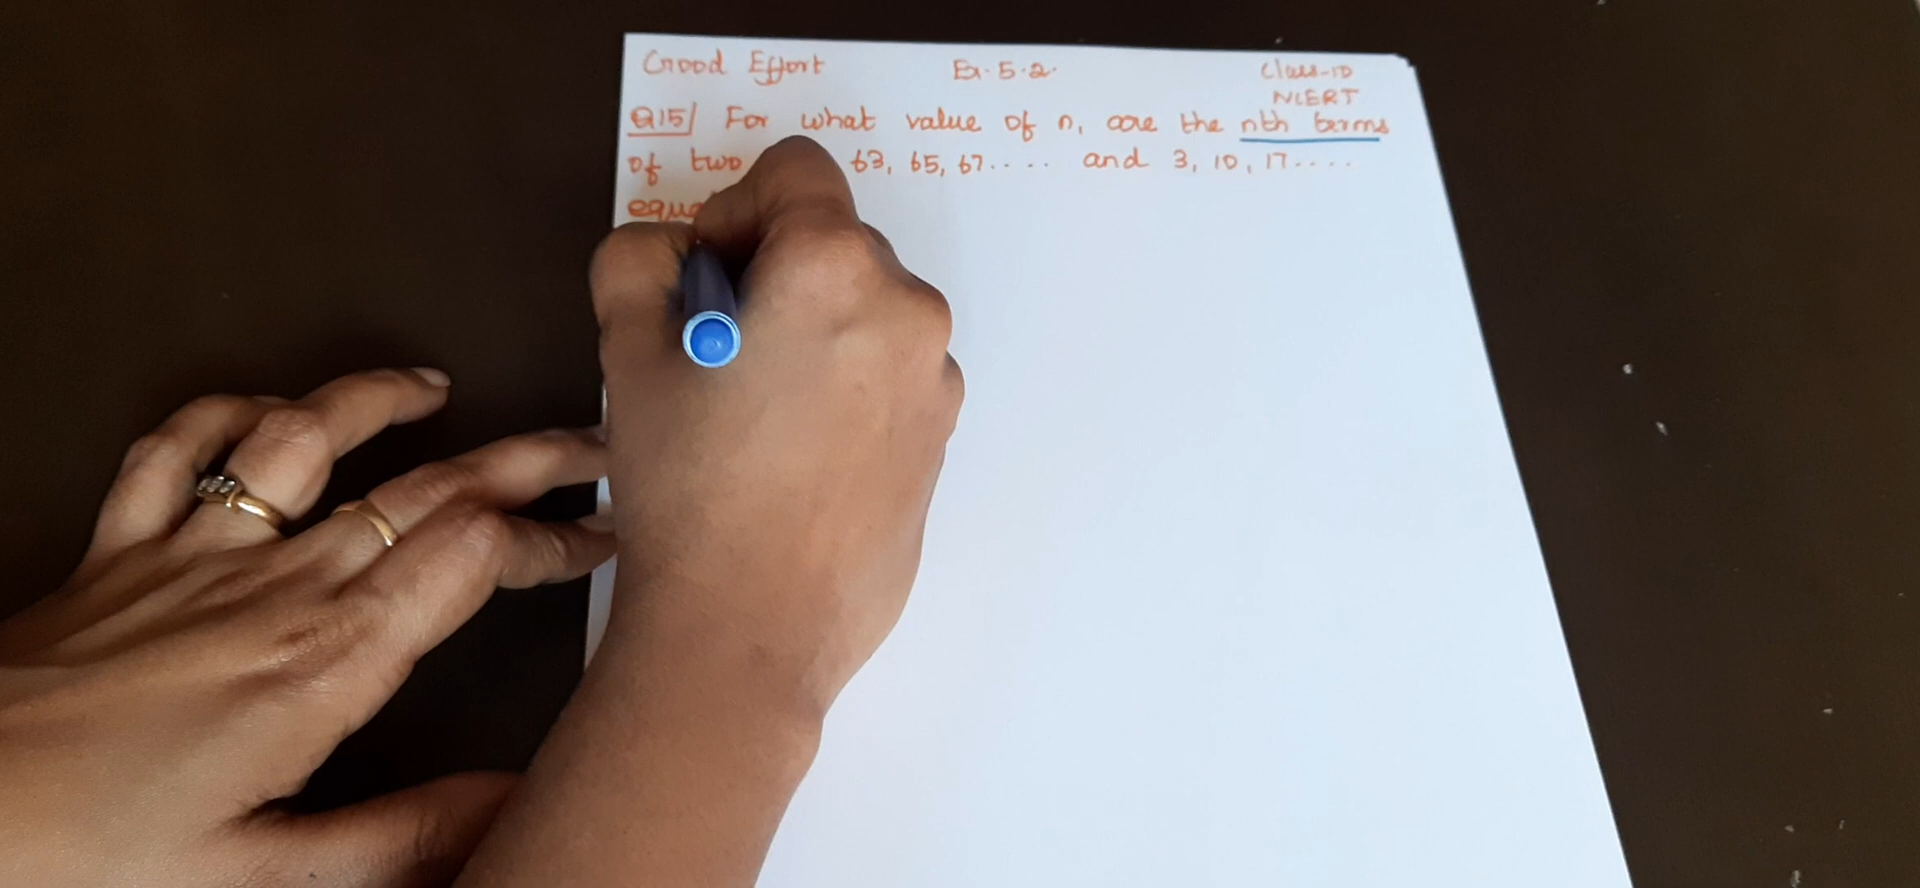 Good Effort Ex. 5.2. Class-10
NCERT
Q15/ For what value of n, are the nth terms
of two 63, 65, 67.... and 3, 10, 17....
equa